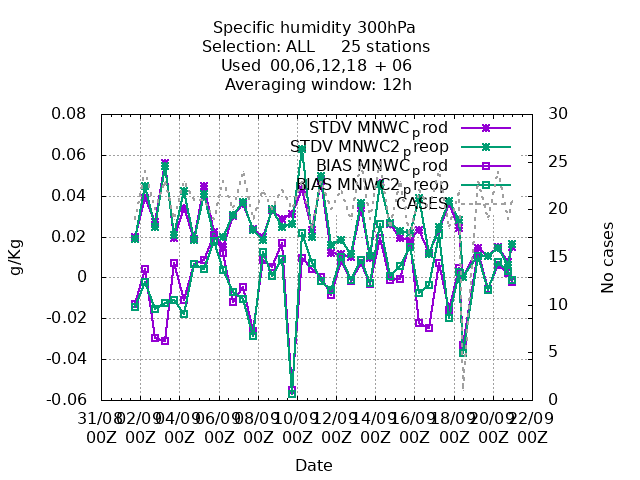 Specific humidity 300hPa
Selection: ALL 25 stations
Used 00,06,12,18 + 06
Averaging window: 12h
0.08
0.06
0.04
0.02
0
-0.02
-0.04
-0.06
g/Kg
30
25
20
15
10
5
0
No cases
STDV MNWC_prod
STDV MNWC2_preop
BIAS MNWC_prod
BIAS MNWC2_preop
CASES
31/08 02/09 04/09 06/09 08/09 10/09 12/09 14/09 16/09 18/09 20/09 22/09
00Z 00Z 00Z 00Z 00Z 00Z 00Z 00Z 00Z 00Z 00Z 00Z
Date